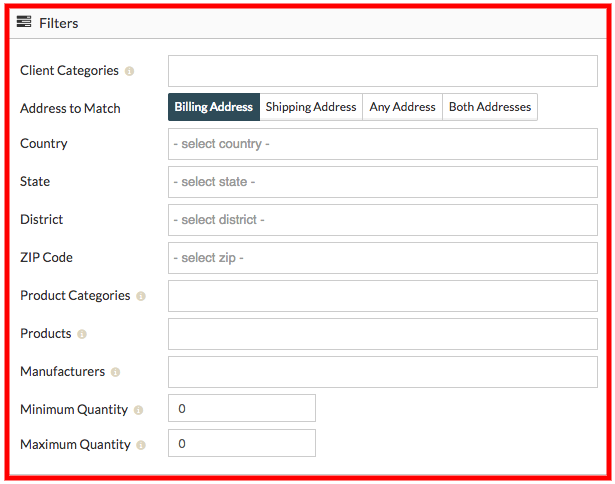 Filters
Client Categories
Address to Match Billing Address Shipping Address Any Address Both Addresses
Country - select country -
State - select state -
District - select district -
ZIP Code - select zip -
Product Categories
Products
Manufacturers
Minimum Quantity 0
Maximum Quantity 0